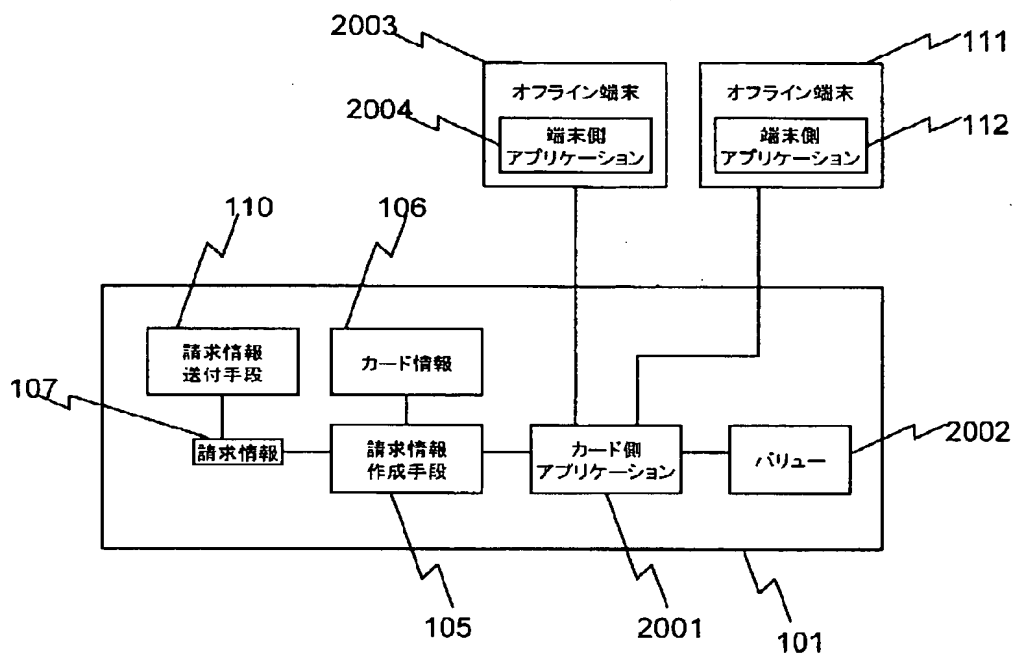 2003
111
オフライン端末
オフライン端末
2004
端末側
アプリケーション
端末側
アプリケーション
112
110
106
請求情報
送付手段
カード情報
107
請求情報
請求情報
作成手段
カード側
アプリケーション
バリュー
2002
105
2001
101